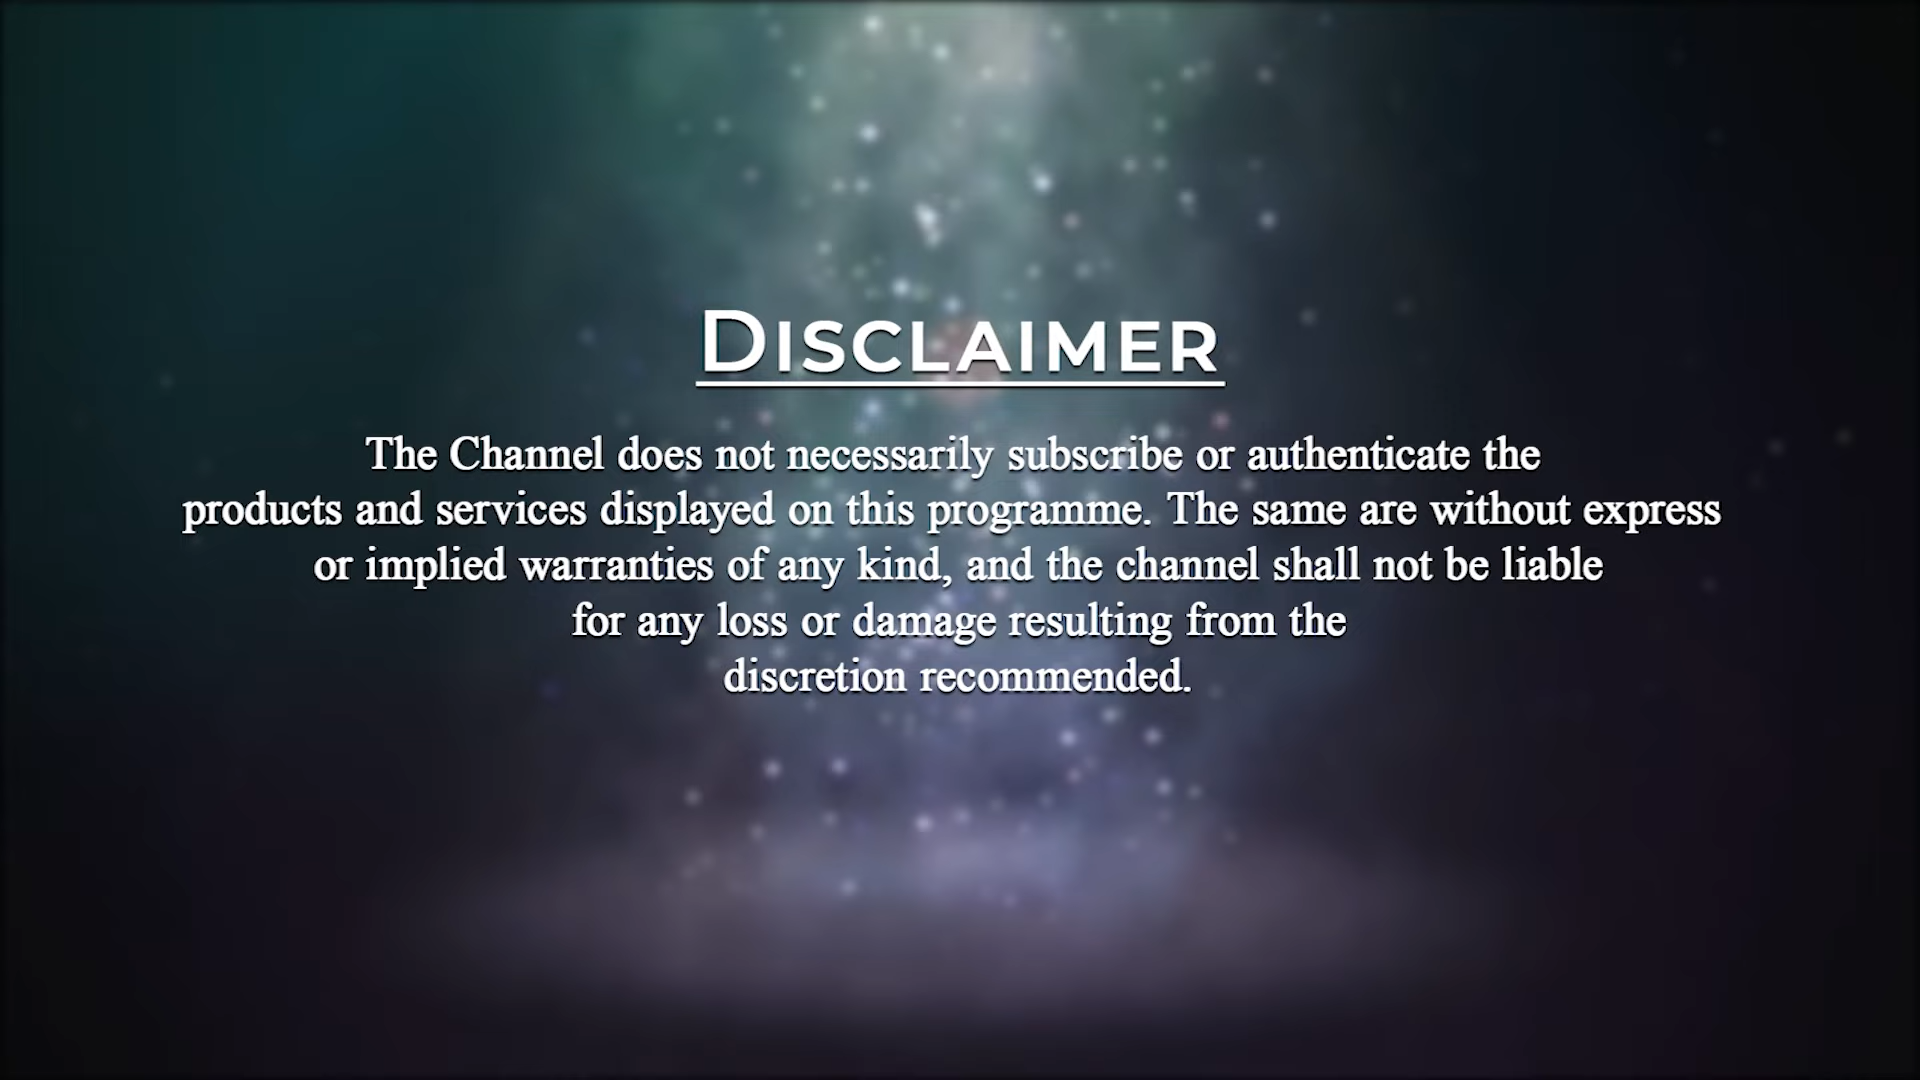 DISCLAIMER
The Channel does not necessarily subscribe or authenticate the
products and services displayed on this programme. The same are without express
or implied warranties of any kind, and the channel shall not be liable
for any loss or damage resulting from the
discretion recommended.